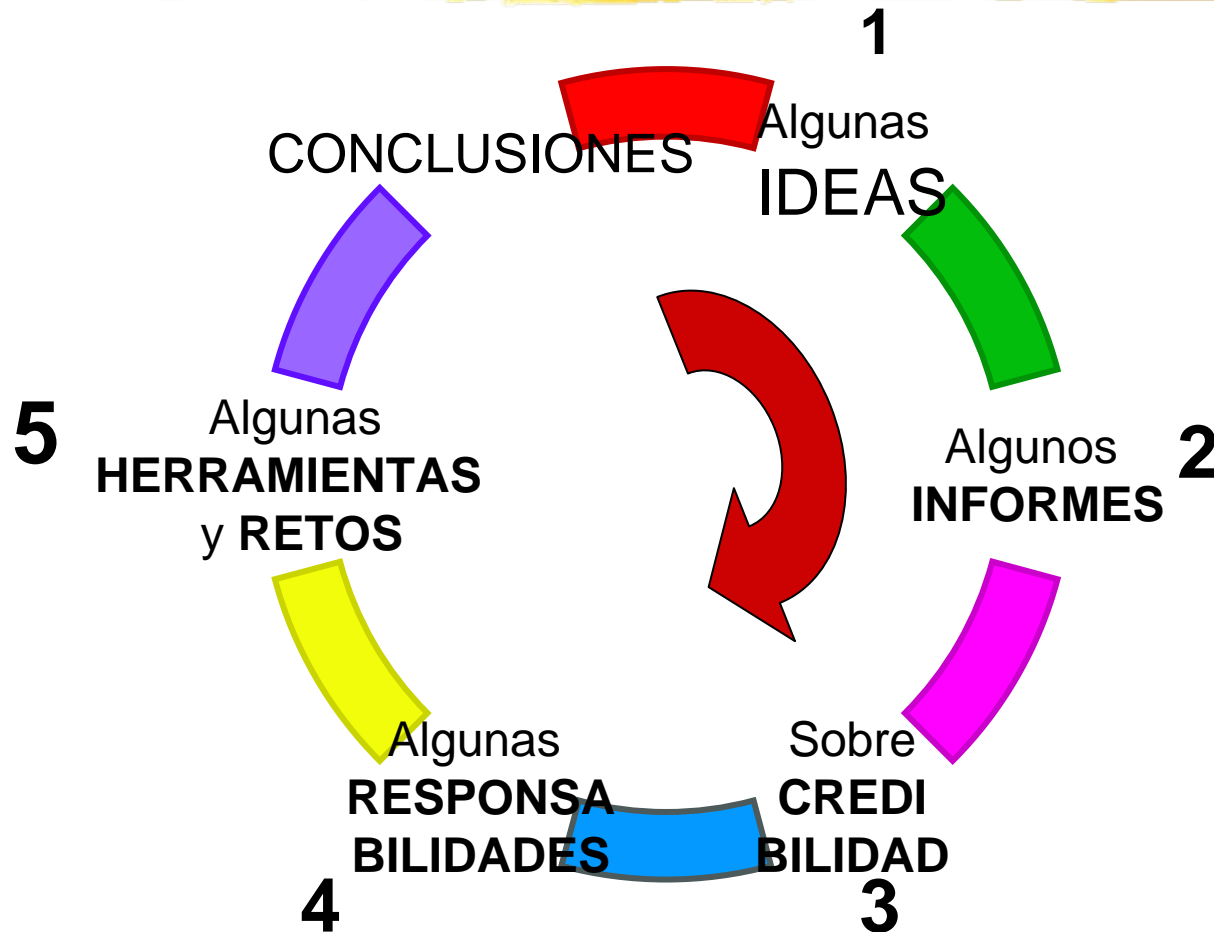 1
Algunas
IDEAS
2
Algunos
INFORMES
3
Sobre
CREDI
BILIDAD
4
Algunas
RESPONSA
BILIDADES
5
Algunas
HERRAMIENTAS
y RETOS
CONCLUSIONES